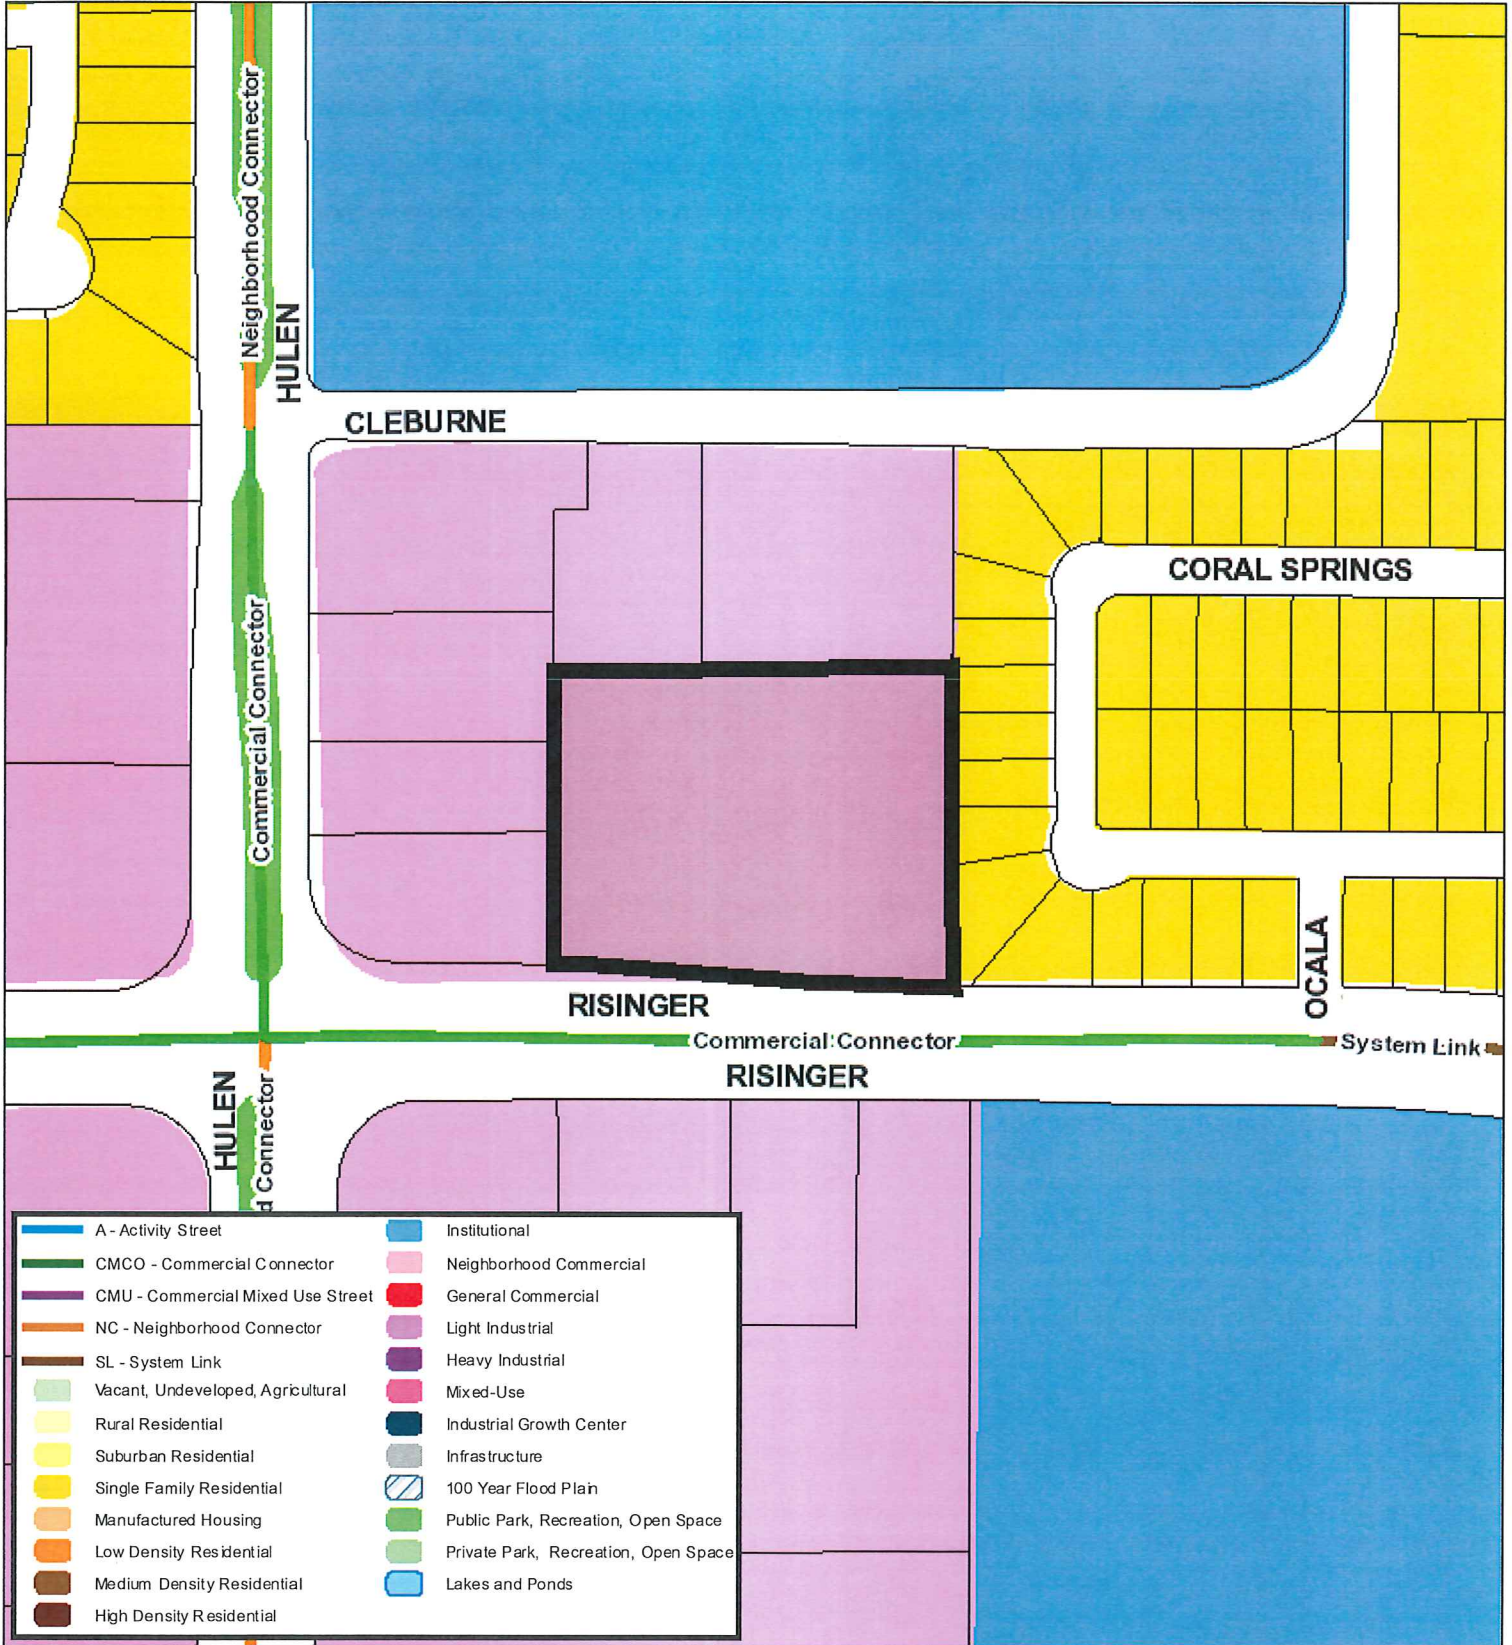 Neighborhood Connector
HULEN
CLEBURNE
CORAL SPRINGS
Commercial Connector
OCALA
RISINGER
Commercial Connector
System Link
RISINGER
HULEN
d Connector
A - Activity Street
CMCO - Commercial Connector
CMU - Commercial Mixed Use Street
NC - Neighborhood Connector
SL - System Link
Vacant, Undeveloped, Agricultural
Rural Residential
Suburban Residential
Single Family Residential
Manufactured Housing
Low Density Residential
Medium Density Residential
High Density Residential
Institutional
Neighborhood Commercial
General Commercial
Light Industrial
Heavy Industrial
Mixed-Use
Industrial Growth Center
Infrastructure
100 Year Flood Plain
Public Park, Recreation, Open Space
Private Park, Recreation, Open Space
Lakes and Ponds